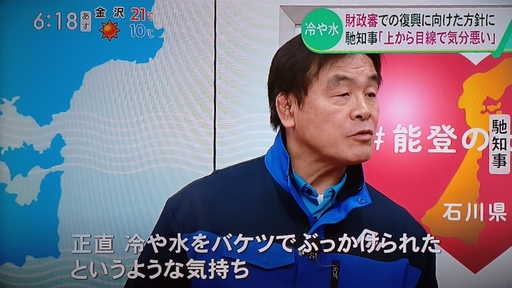 6:18
あす
金沢
21℃
10℃
冷や水
財政審での復興に向けた方針に
馳知事「上から目線で気分悪い」
#能登の
馳知事
石川県
正直 冷や水をバケツでぶっかけられた
というような気持ち